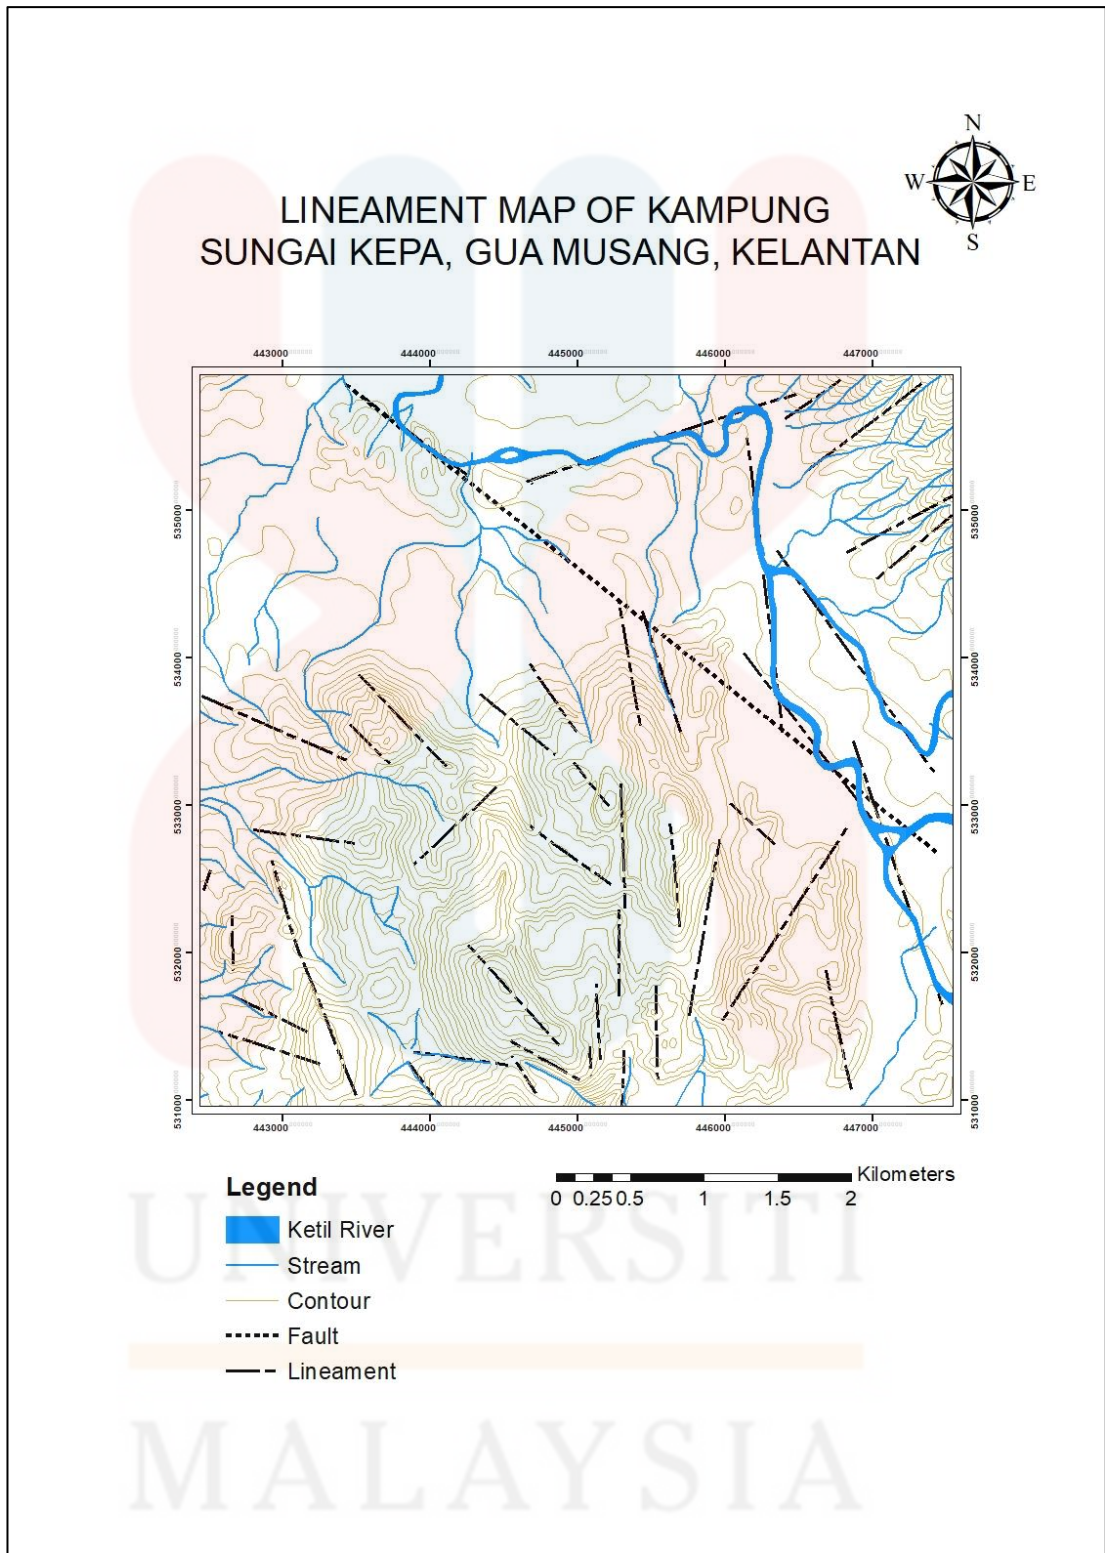 N
W E
S
LINEAMENT MAP OF KAMPUNG
SUNGAI KEPA, GUA MUSANG, KELANTAN
443000 444000 445000 446000 447000
535000 535000
534000 534000
533000 533000
532000 532000
531000 531000
443000 444000 445000 446000 447000
Legend
Kilometers
0 0.25 0.5 1 1.5 2
Ketil River
Stream
Contour
Fault
Lineament
UNIVERSITI
MALAYSIA